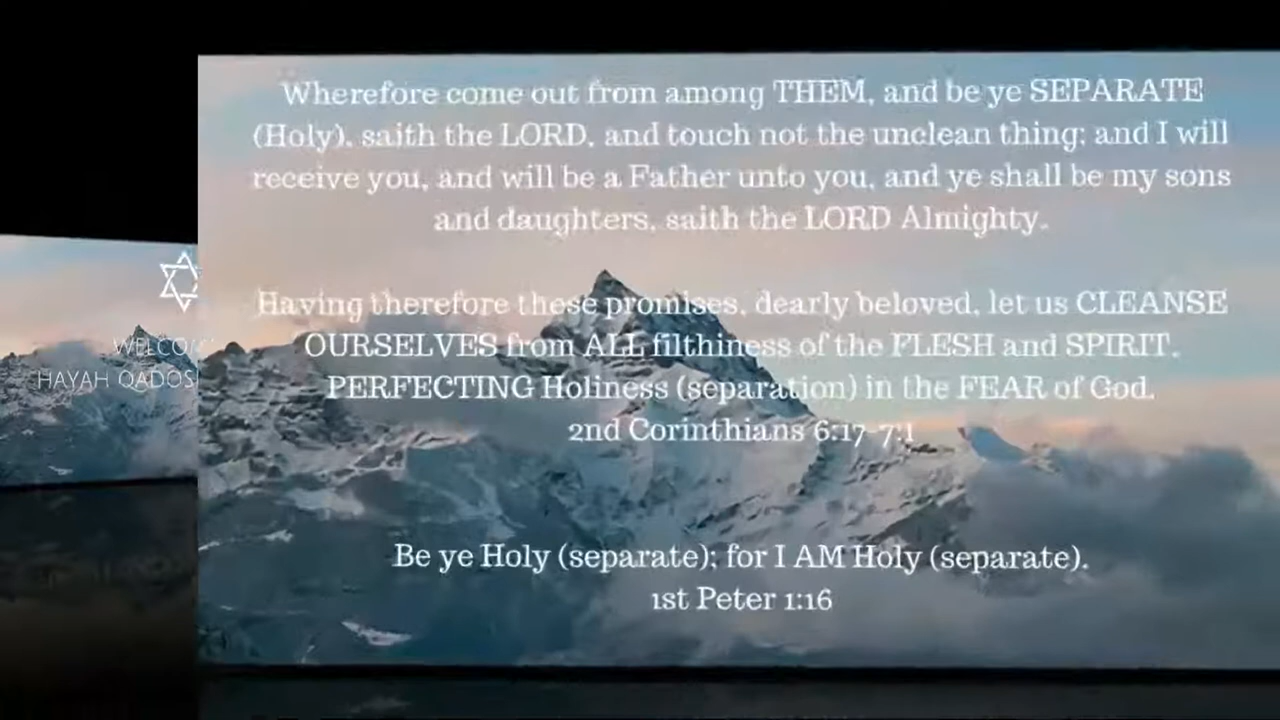 Wherefore come out from among THEM, and be ye SEPARATE
(Holy), saith the LORD, and touch not the unclean thing; and I will
receive you, and will be a Father unto you, and ye shall be my sons
and daughters, saith the LORD Almighty.
Having therefore these promises, dearly beloved, let us CLEANSE
OURSELVES from ALL filthiness of the FLESH and SPIRIT,
PERFECTING Holiness (separation) in the FEAR of God.
2nd Corinthians 6:17-7:1
Be ye Holy (separate); for I AM Holy (separate).
1st Peter 1:16
HAYAH